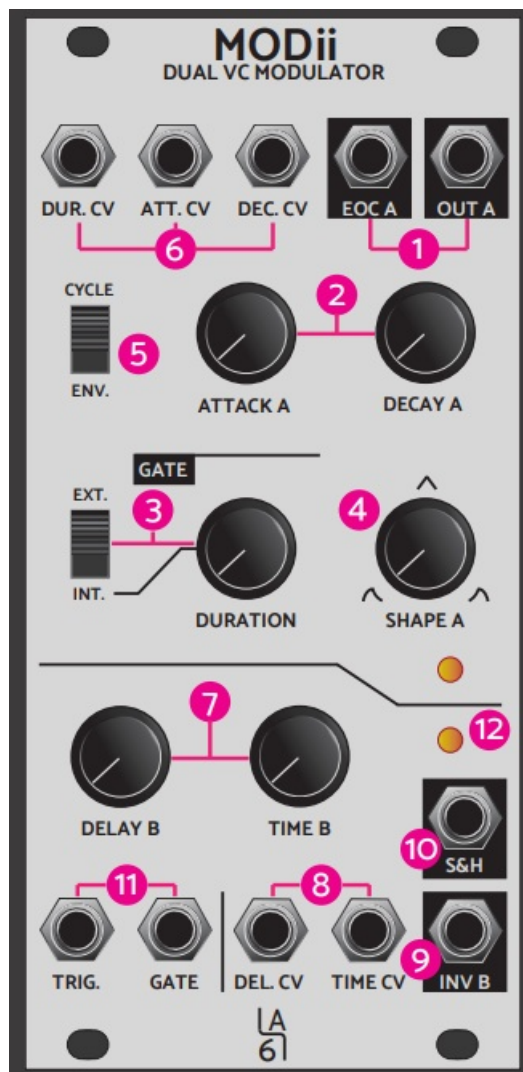 MODii
DUAL VC MODULATOR
DUR. CV ATT. CV DEC. CV EOC A OUT A
6 1
CYCLE
2
5
ENV.
ATTACK A DECAY A
GATE
EXT.
3 4
INT.
DURATION SHAPE A
7 12
DELAY B TIME B
10 S&H
11 8
9
TRIG. GATE DEL. CV TIME CV INV B
LA
6